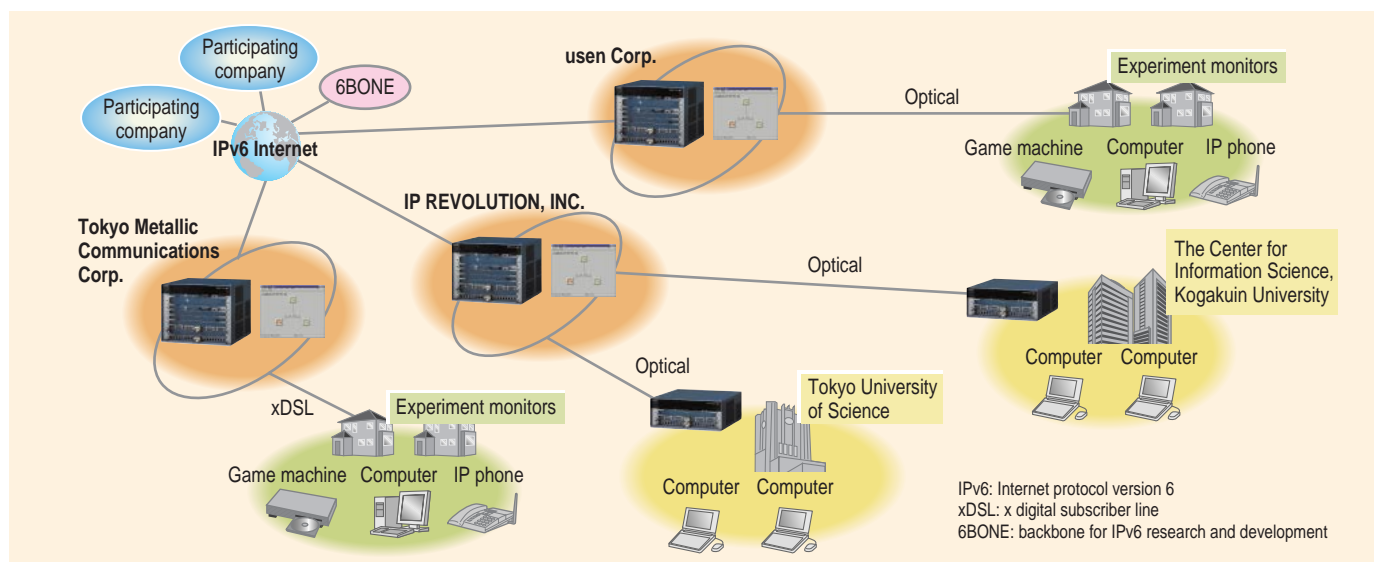 Participating
company
Participating
company
6BONE
IPv6 Internet
usen Corp.
Optical
Experiment monitors
Game machine
Computer
IP phone
IP REVOLUTION, INC.
Tokyo Metallic
Communications
Corp.
Optical
The Center for
Information Science,
Kogakuin University
Computer
Computer
Optical
Tokyo University
of Science
Computer
Computer
xDSL
Experiment monitors
Game machine
Computer
IP phone
IPv6: Internet protocol version 6
xDSL: x digital subscriber line
6BONE: backbone for IPv6 research and development